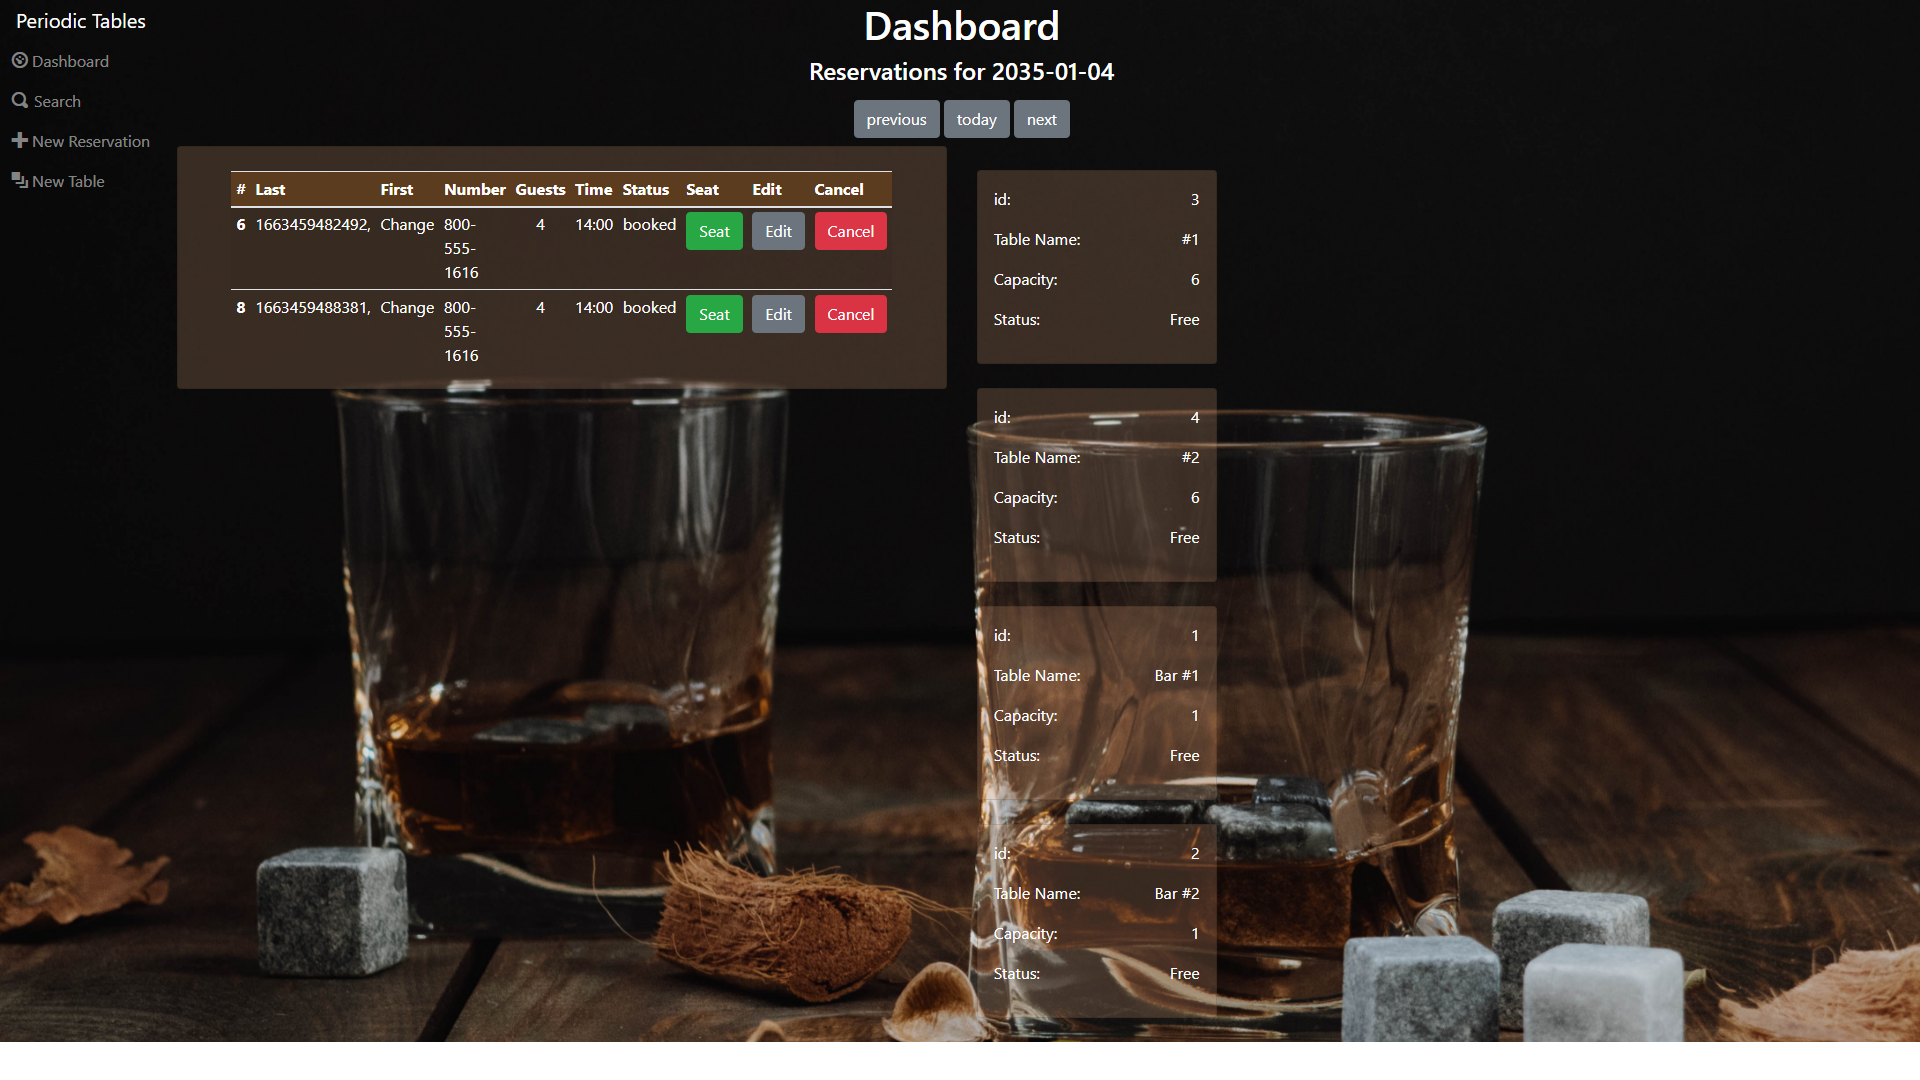 Periodic Tables
Dashboard
Search
New Reservation
New Table
Dashboard
Reservations for 2035-01-04
previous today next
# Last First Number Guests Time Status Seat Edit Cancel
6 1663459482492, Change 800-555-1616 4 14:00 booked Seat Edit Cancel
8 1663459488381, Change 800-555-1616 4 14:00 booked Seat Edit Cancel
id: 3
Table Name: #1
Capacity: 6
Status: Free
id: 4
Table Name: #2
Capacity: 6
Status: Free
id: 1
Table Name: Bar #1
Capacity: 1
Status: Free
id: 2
Table Name: Bar #2
Capacity: 1
Status: Free